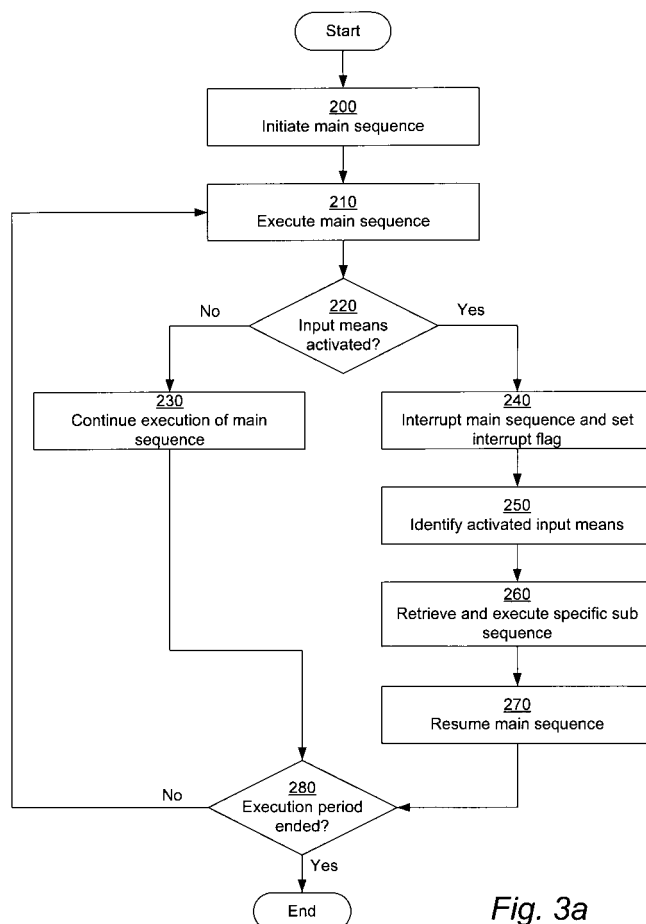 Start
200
Initiate main sequence
210
Execute main sequence
No
220
Yes
Input means
activated?
230
Continue execution of main
sequence
240
Interrupt main sequence and set
interrupt flag
250
Identify activated input means
260
Retrieve and execute specific sub
sequence
270
Resume main sequence
No
280
Execution period
ended?
Yes
End
Fig. 3a